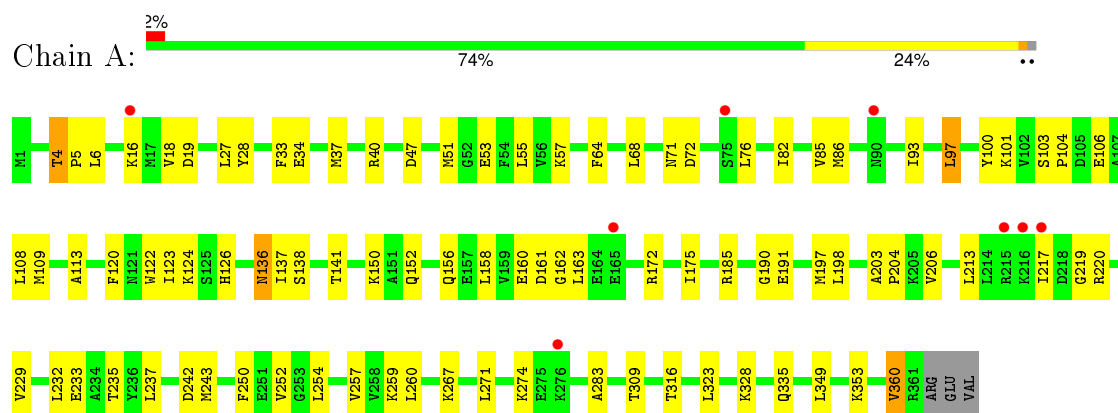 2%
Chain A:
74%
24%
••
M1 T4 P5 L6 K16 M17 V18 D19 L27 Y28 F33 E34 W37 R40 D47 M51 G52 E53 F54 L55 V56 K57 F64 L68 N71 D72 S75 L76 I82 V85 M86 N90 I93 L97 Y100 K101 V102 S103 P104 D105 E106 A107
L108 M109 A113 F120 N121 W122 I123 K124 S125 H126 N136 I137 S138 T141 K150 A151 Q152 Q156 E157 L158 V159 E160 D161 G162 L163 E164 E165 R172 I175 R185 G190 E191 M197 L198 A203 P204 K205 V206 L213 L214 R215 K216 I217 D218 G219 R220
V229 L232 E233 A234 T235 Y236 L237 D242 M243 F250 E251 V252 G253 L254 V257 V258 K259 L260 K267 L271 K274 E275 K276 A283 T309 T316 L323 K328 Q335 L349 K353 V360 R361 ARG GLU VAL